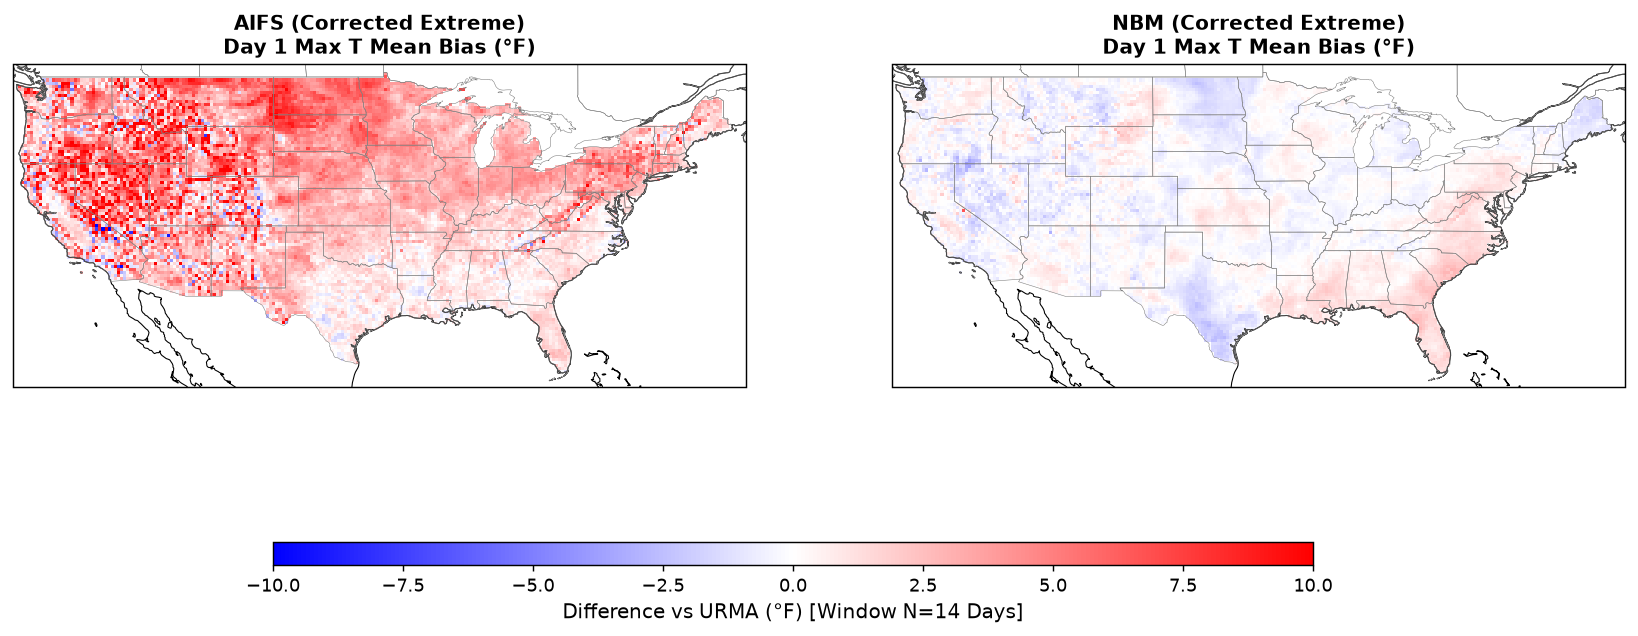 AIFS (Corrected Extreme)
Day 1 Max T Mean Bias (°F)
NBM (Corrected Extreme)
Day 1 Max T Mean Bias (°F)
−10.0 −7.5 −5.0 −2.5 0.0 2.5 5.0 7.5 10.0
Difference vs URMA (°F) [Window N=14 Days]